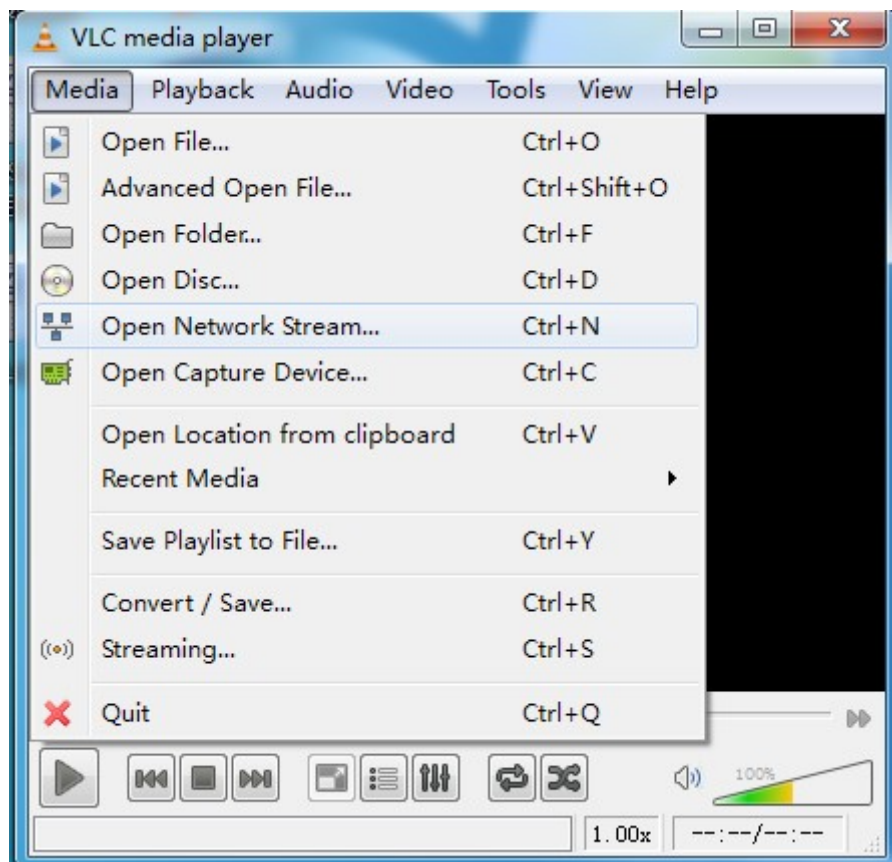 VLC media player
Media Playback Audio Video Tools View Help
Open File... Ctrl+O
Advanced Open File... Ctrl+Shift+O
Open Folder... Ctrl+F
Open Disc... Ctrl+D
Open Network Stream... Ctrl+N
Open Capture Device... Ctrl+C
Open Location from clipboard Ctrl+V
Recent Media
Save Playlist to File... Ctrl+Y
Convert / Save... Ctrl+R
Streaming... Ctrl+S
Quit Ctrl+Q
100%
1.00x --:--/--:--